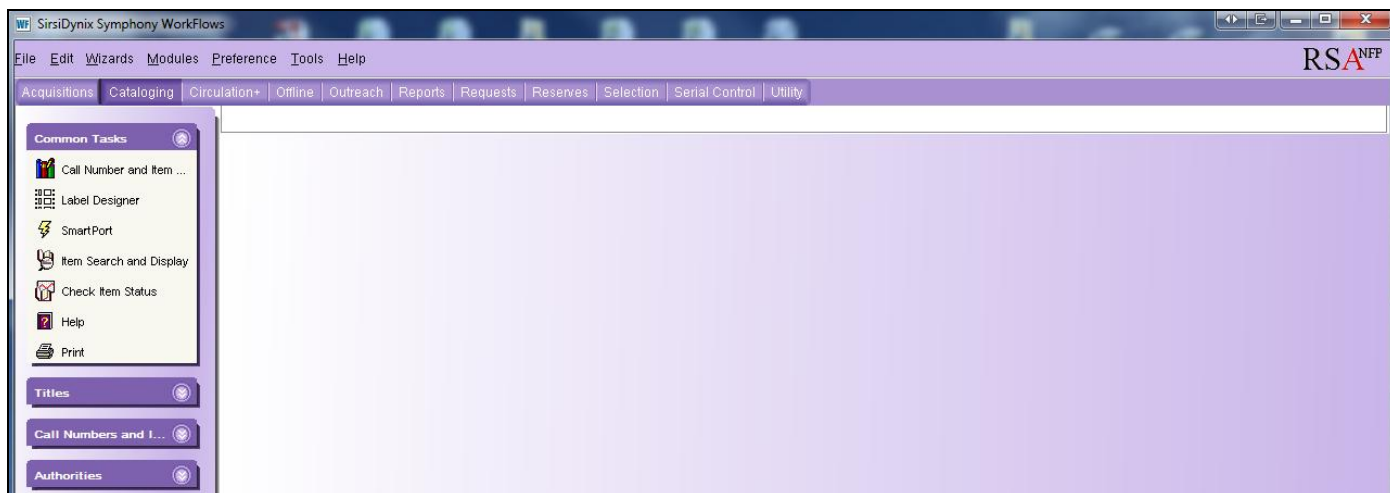 WF SirsiDynix Symphony WorkFlows
File Edit Wizards Modules Preference Tools Help
RSANFP
Acquisitions Cataloging Circulation+ Offline Outreach Reports Requests Reserves Selection Serial Control Utility
Common Tasks
Call Number and Item ...
Label Designer
SmartPort
Item Search and Display
Check Item Status
? Help
Print
Titles
Call Numbers and I...
Authorities